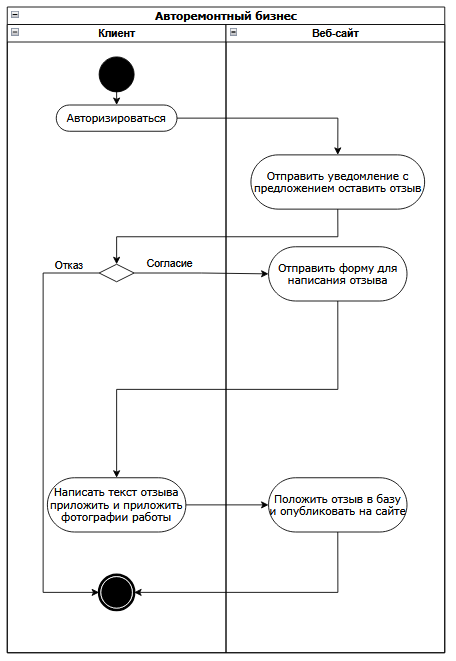 Авторемонтный бизнес
Клиент
Веб-сайт
Авторизироваться
Отправить уведомление с
предложением оставить отзыв
Отказ
Согласие
Отправить форму для
написания отзыва
Написать текст отзыва
приложить и приложить
фотографии работы
Положить отзыв в базу
и опубликовать на сайте